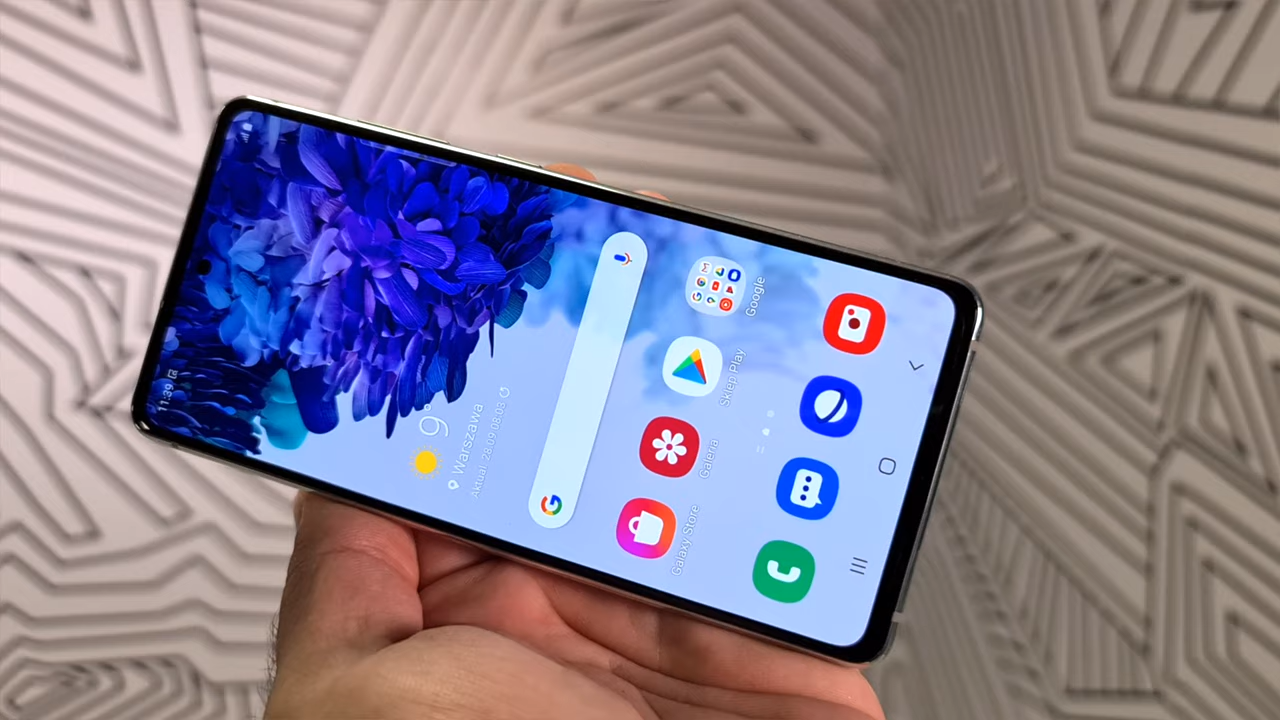 11:39
9°
Warszawa
Aktual. 28.09 08:03
Galaxy Store
Galeria
Sklep Play
Google